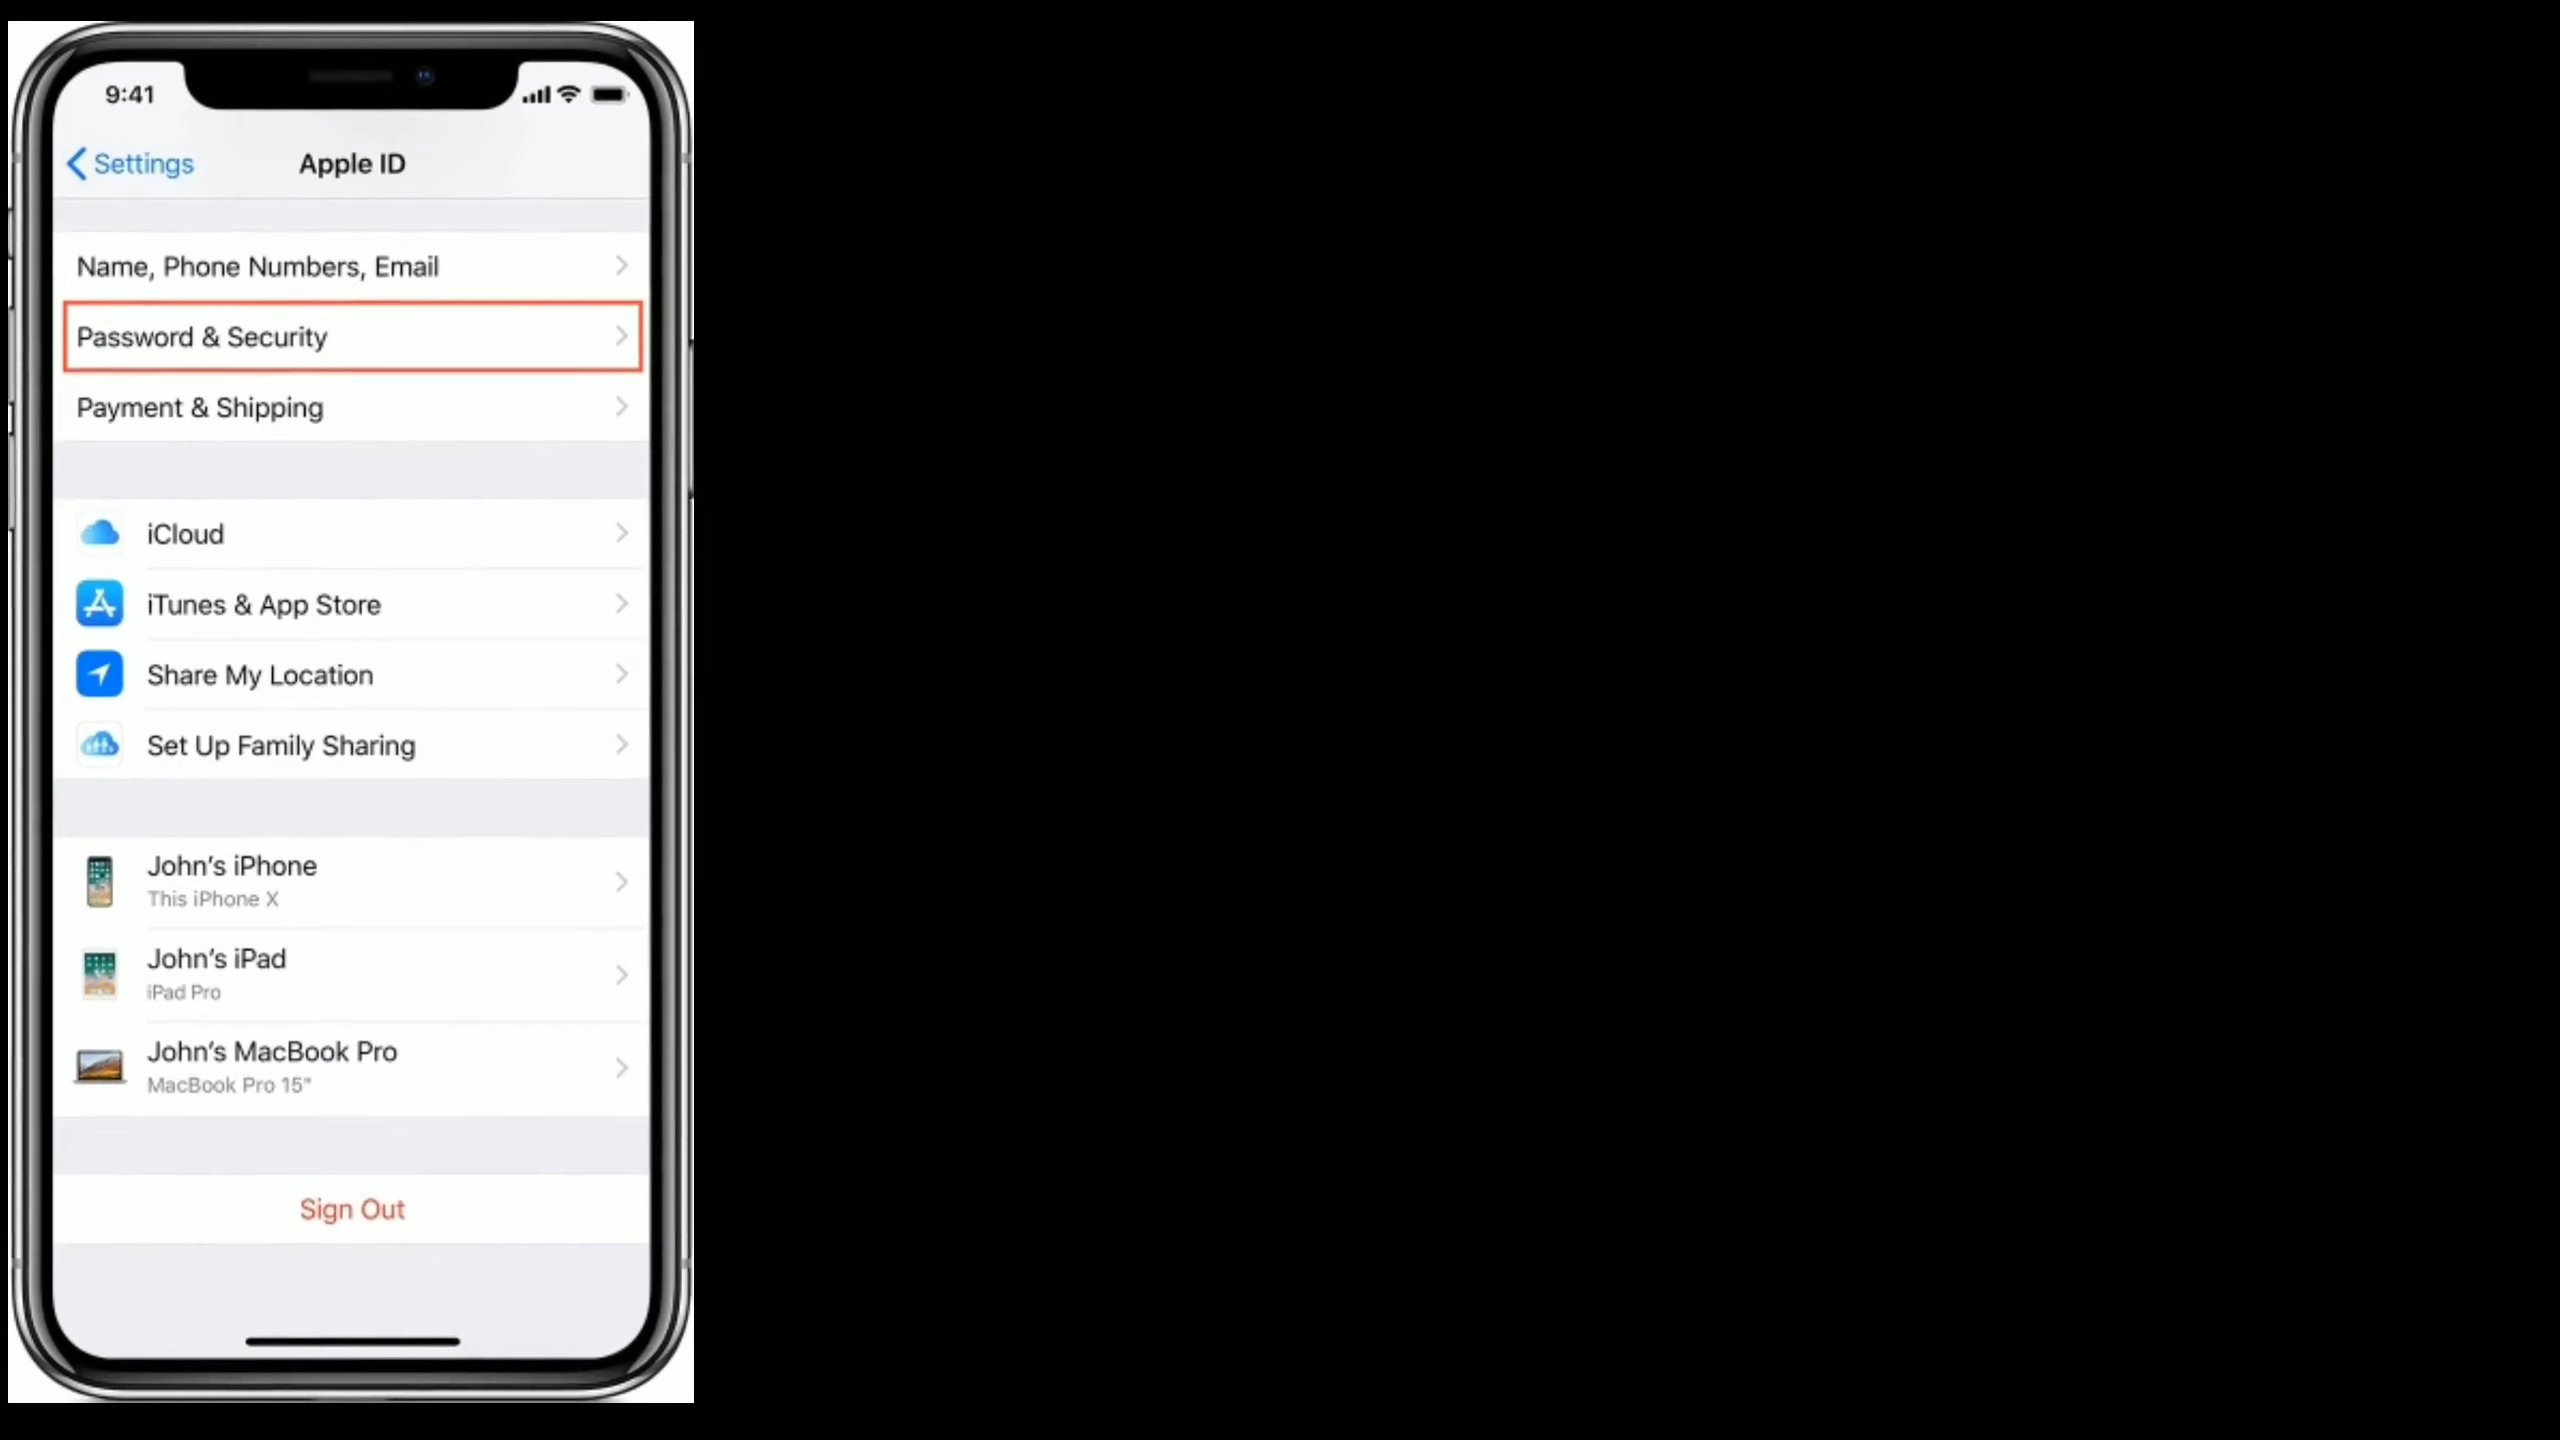 9:41
Settings
Apple ID
Name, Phone Numbers, Email
Password & Security
Payment & Shipping
iCloud
iTunes & App Store
Share My Location
Set Up Family Sharing
John’s iPhone
This iPhone X
John’s iPad
iPad Pro
John’s MacBook Pro
MacBook Pro 15"
Sign Out